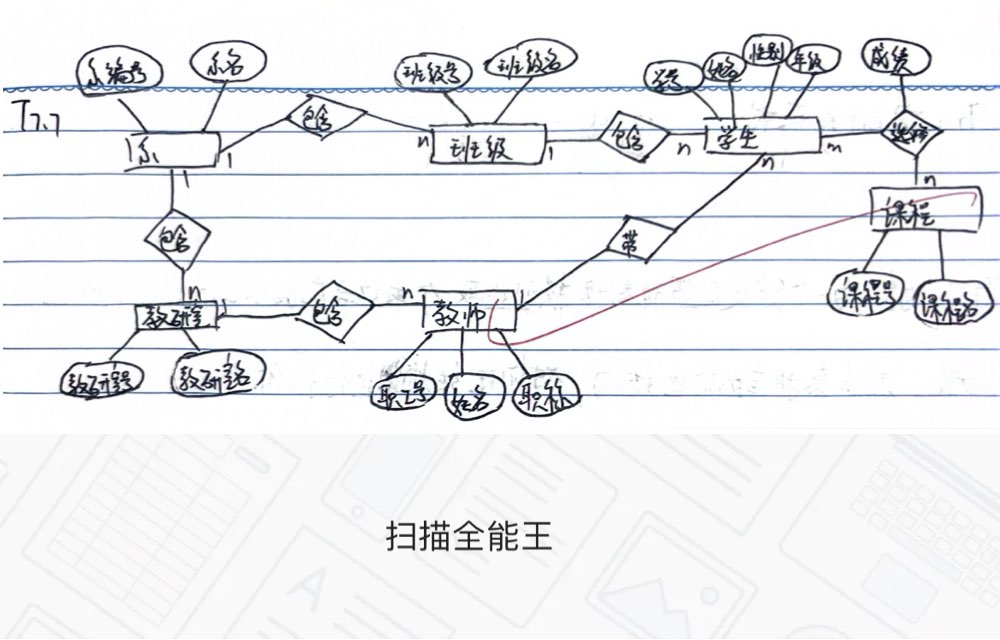 系编号 系名 班级号 班级名 学号 姓名 性别 年级 成绩
T7.7
系 1 包含 n 班级 1 包含 n 学生 m 选择
1 n n
包含 带 课程
n
教研室 1 包含 n 教师 1 课程号 课程名
教研室号 教研室名 职工号 姓名 职称
扫描全能王